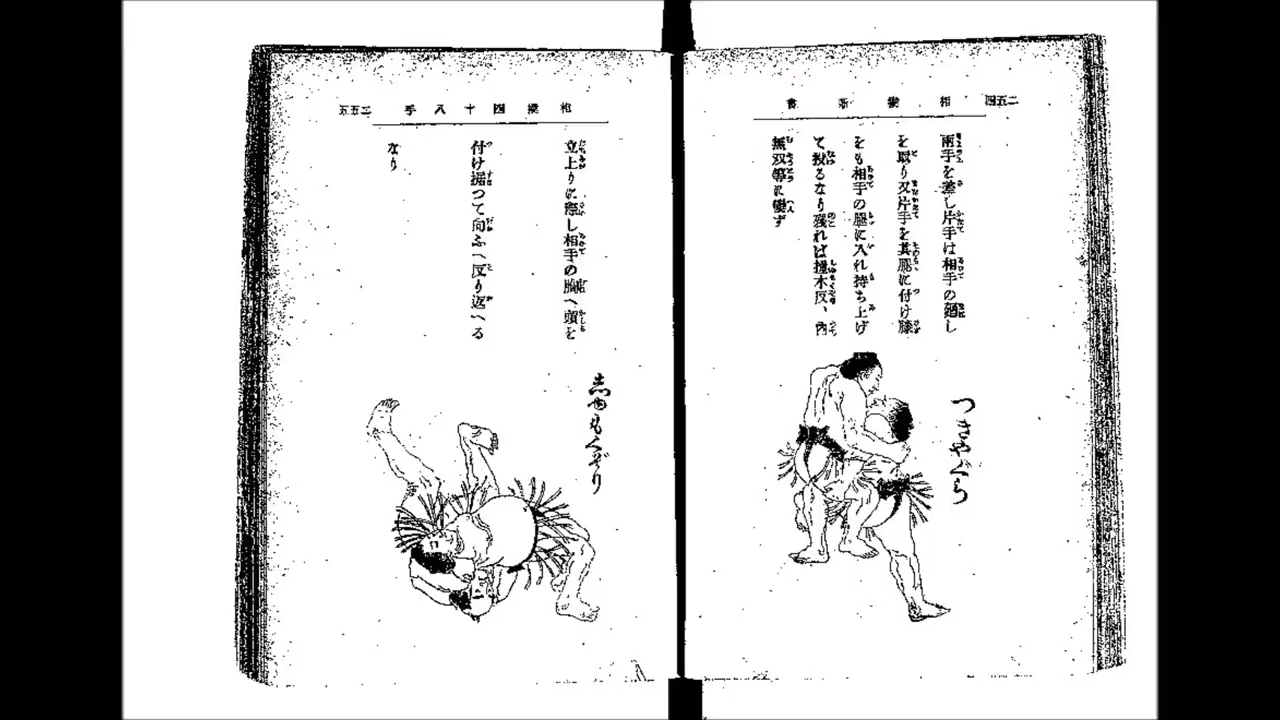 二五四
相撲新書
兩手を差し片手は相手の廻し
を取り又片手を其腿に付け膝
をも相手の腿に入れ持ち上げ
て投るなり残れば撞木反、内
無双等に變ず
つきやぐら
相撲四十八手
二五五
立上りに際し相手の胸へ頭を
付け据つて向ふへ反り返へる
なり
志ゆもくぞり